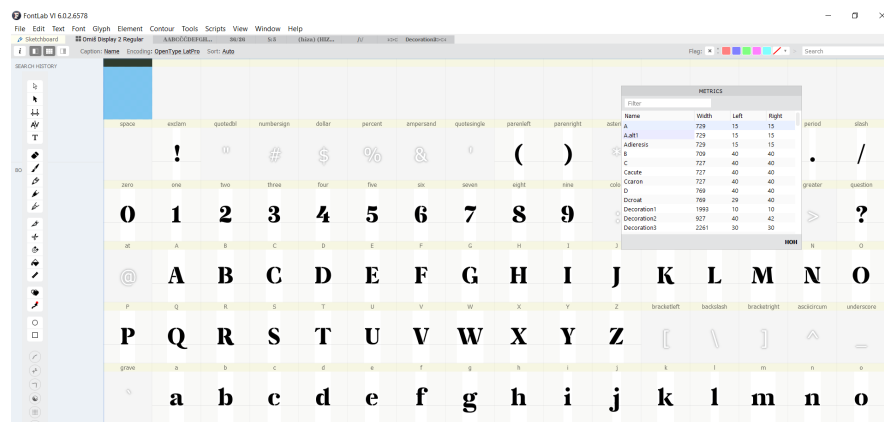 FontLab VI 6.0.2.6578
File Edit Text Font Glyph Element Contour Tools Scripts View Window Help
Sketchboard Omiš Display 2 Regular 36/26 5:5 Decoration2><
Caption: Name Encoding: OpenType LatPro Sort: Auto Flag: Search
SEARCH HISTORY
METRICS
Filter
Name Width Left Right
A 729 15 15
A.alt1 729 15 15
Adieresis 729 15 15
B 709 40 40
C 727 40 40
Cacute 727 40 40
Ccaron 727 40 40
D 769 40 40
Dcroat 769 29 40
Decoration1 1993 10 10
Decoration2 927 40 42
Decoration3 2261 30 30
HOH
space exclam quotedbl numbersign dollar percent ampersand quotesingle parenleft parenright period slash
! " # $ % & ' ( ) * . /
zero one two three four five six seven eight nine greater question
0 1 2 3 4 5 6 7 8 9 : > ?
at A B C D E F G H I J N O
@ A B C D E F G H I J K L M N O
P Q R S T U V W X Y Z bracketleft backslash bracketright asciicircum underscore
P Q R S T U V W X Y Z [ \ ] ^ _
grave a b c d e f g h i j k l m n o
` a b c d e f g h i j k l m n o